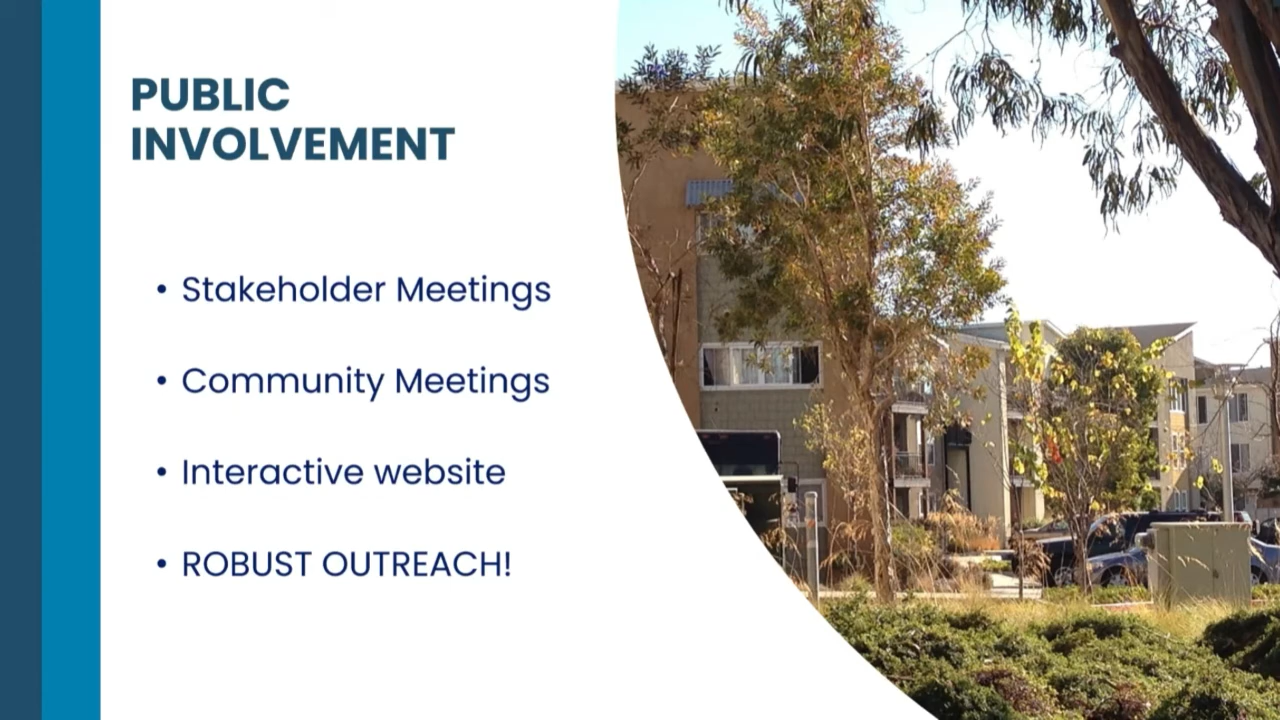 PUBLIC
INVOLVEMENT
• Stakeholder Meetings
• Community Meetings
• Interactive website
• ROBUST OUTREACH!